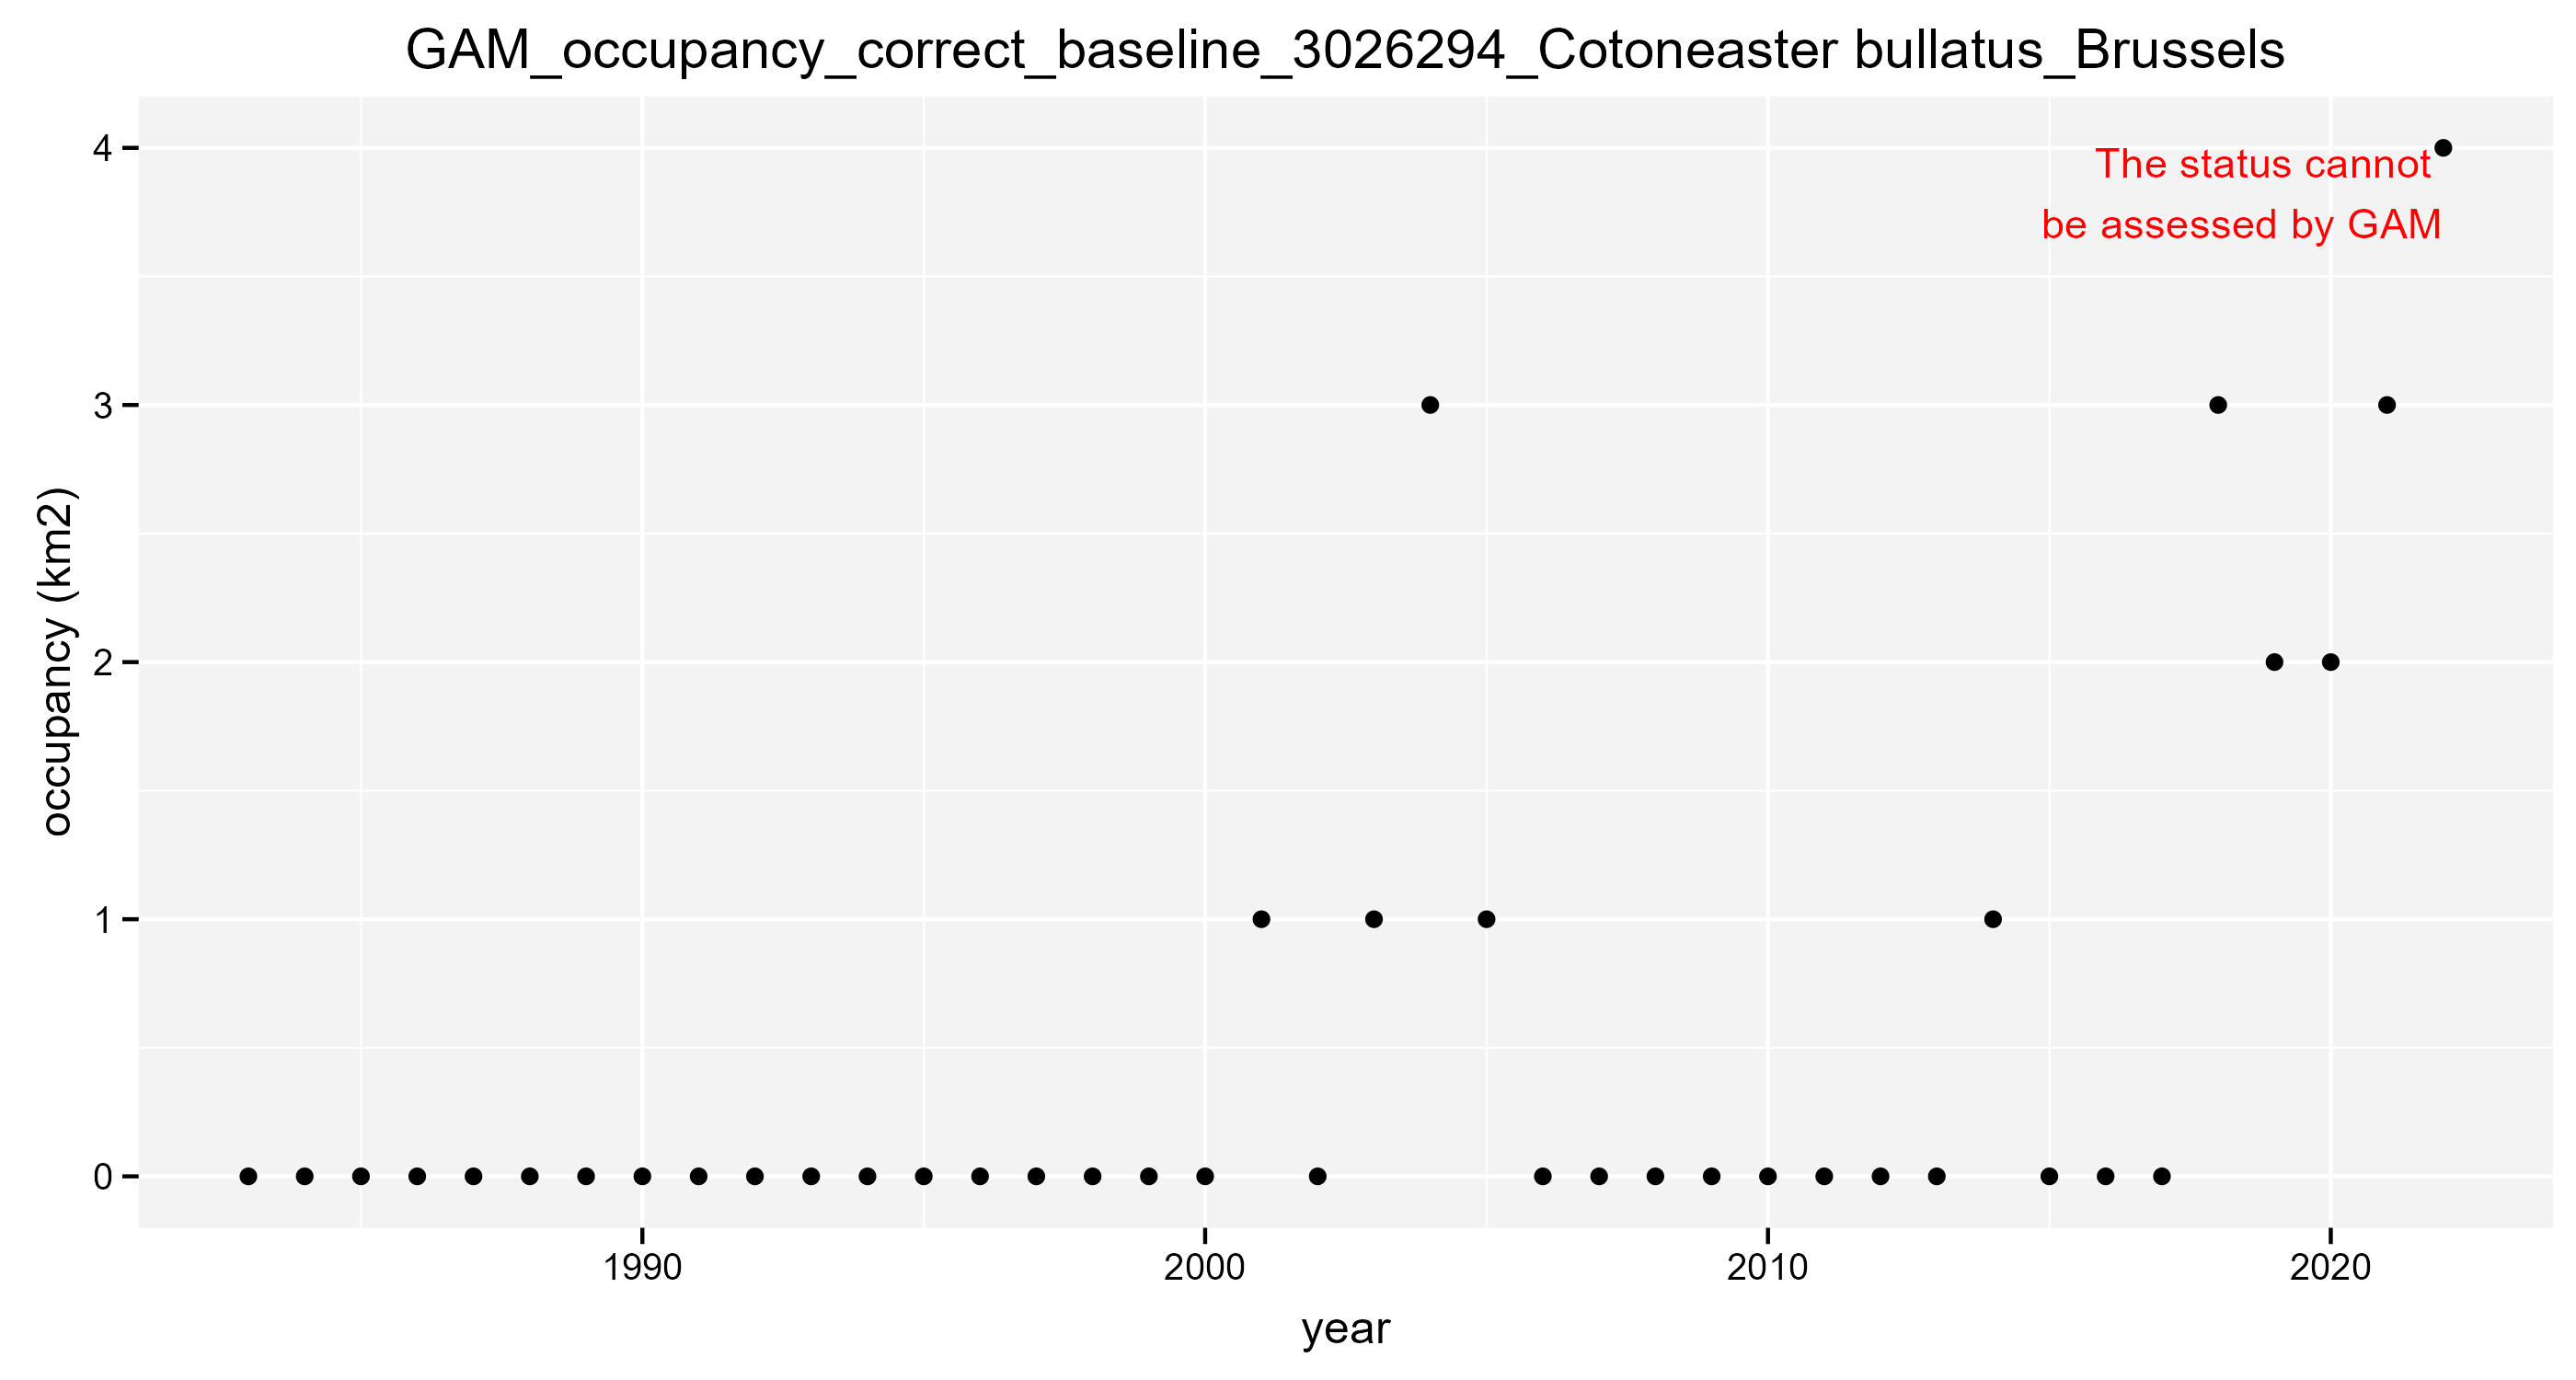 GAM_occupancy_correct_baseline_3026294_Cotoneaster bullatus_Brussels
The status cannot
be assessed by GAM
occupancy (km2)
4
3
2
1
0
1990 2000 2010 2020
year